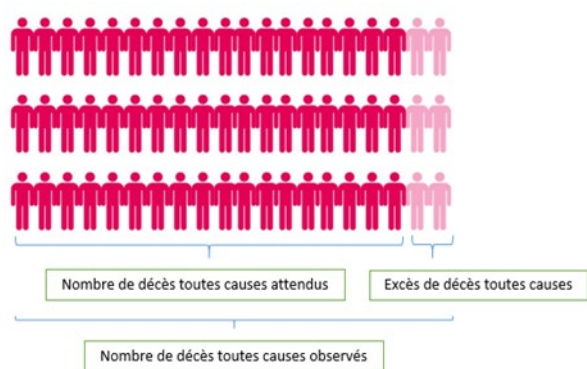 Nombre de décès toutes causes attendus
Excès de décès toutes causes
Nombre de décès toutes causes observés